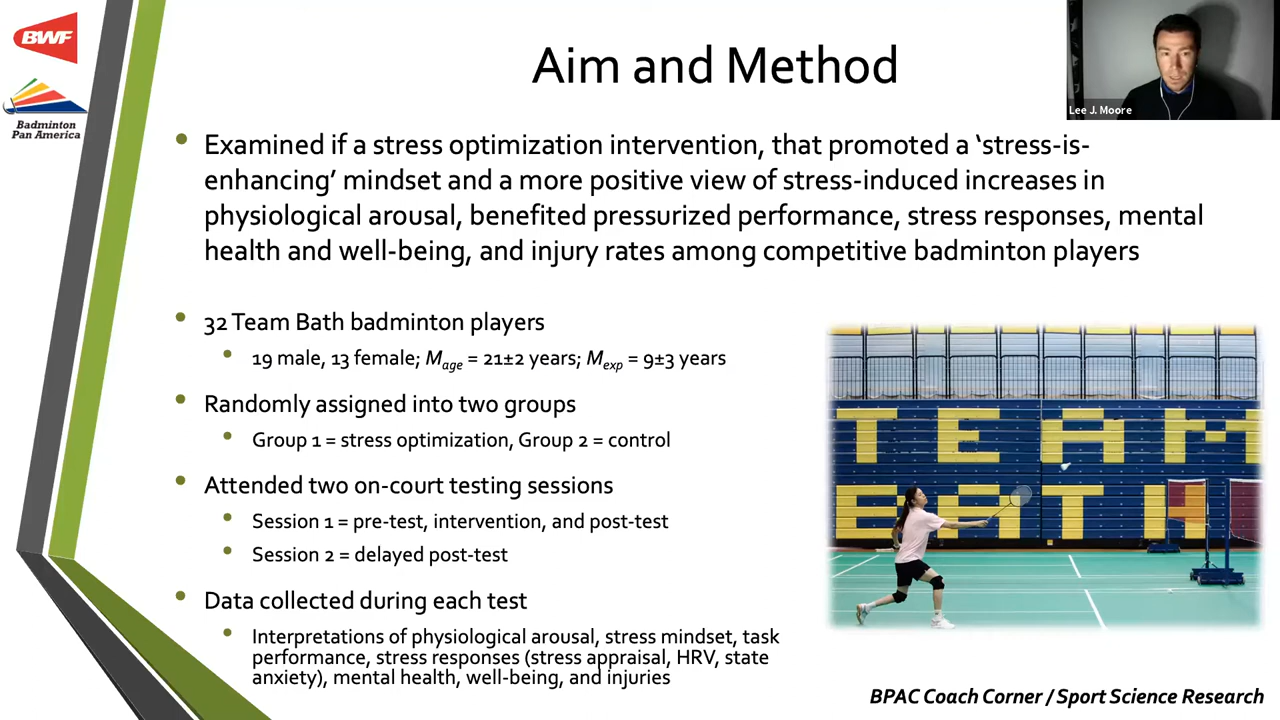 BWF
Badminton
Pan America
Aim and Method
Lee J. Moore
• Examined if a stress optimization intervention, that promoted a ‘stress-is-
enhancing’ mindset and a more positive view of stress-induced increases in
physiological arousal, benefited pressurized performance, stress responses, mental
health and well-being, and injury rates among competitive badminton players
• 32 Team Bath badminton players
• 19 male, 13 female; Mage = 21±2 years; Mexp = 9±3 years
• Randomly assigned into two groups
• Group 1 = stress optimization, Group 2 = control
• Attended two on-court testing sessions
• Session 1 = pre-test, intervention, and post-test
• Session 2 = delayed post-test
• Data collected during each test
• Interpretations of physiological arousal, stress mindset, task
performance, stress responses (stress appraisal, HRV, state
anxiety), mental health, well-being, and injuries
TEAM
BATH
BPAC Coach Corner / Sport Science Research